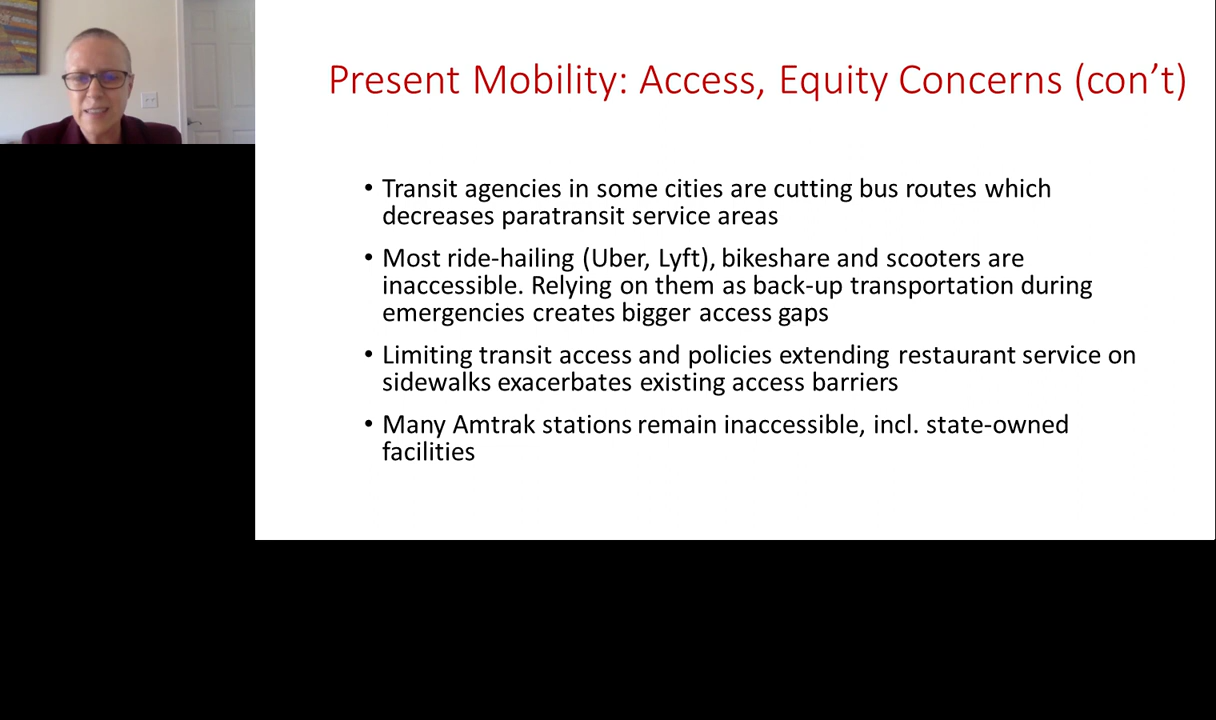 Present Mobility: Access, Equity Concerns (con’t)
• Transit agencies in some cities are cutting bus routes which
decreases paratransit service areas
• Most ride-hailing (Uber, Lyft), bikeshare and scooters are
inaccessible. Relying on them as back-up transportation during
emergencies creates bigger access gaps
• Limiting transit access and policies extending restaurant service on
sidewalks exacerbates existing access barriers
• Many Amtrak stations remain inaccessible, incl. state-owned
facilities